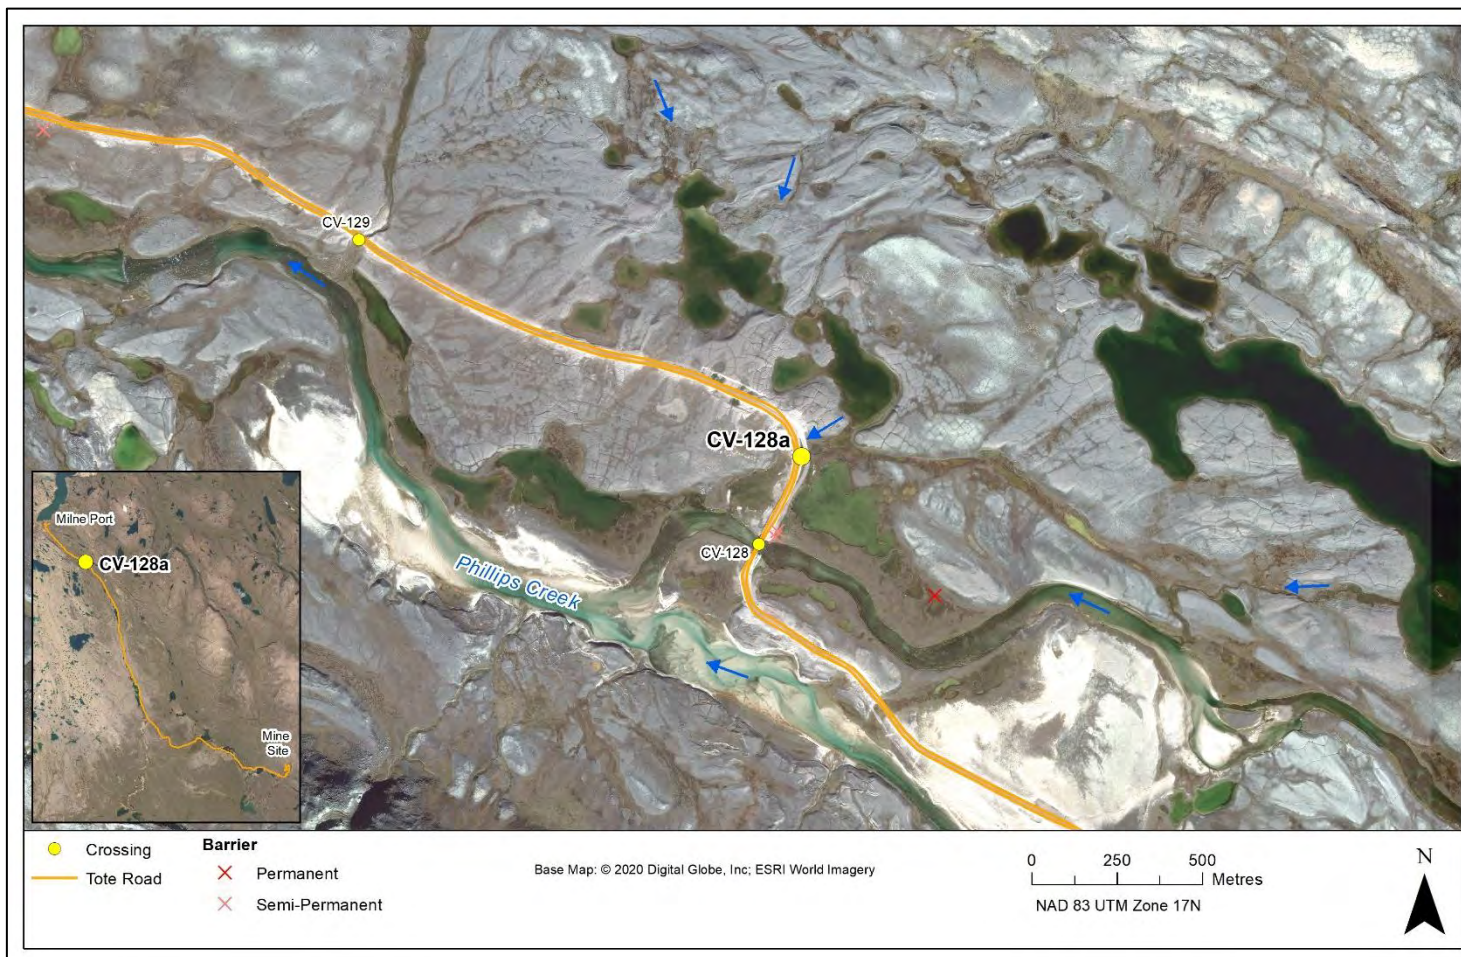 CV-129
CV-128a
CV-128
Phillips Creek
Milne Port
CV-128a
Mine
Site
Crossing
Tote Road
Barrier
Permanent
Semi-Permanent
Base Map: © 2020 Digital Globe, Inc; ESRI World Imagery
0 250 500
Metres
NAD 83 UTM Zone 17N
N